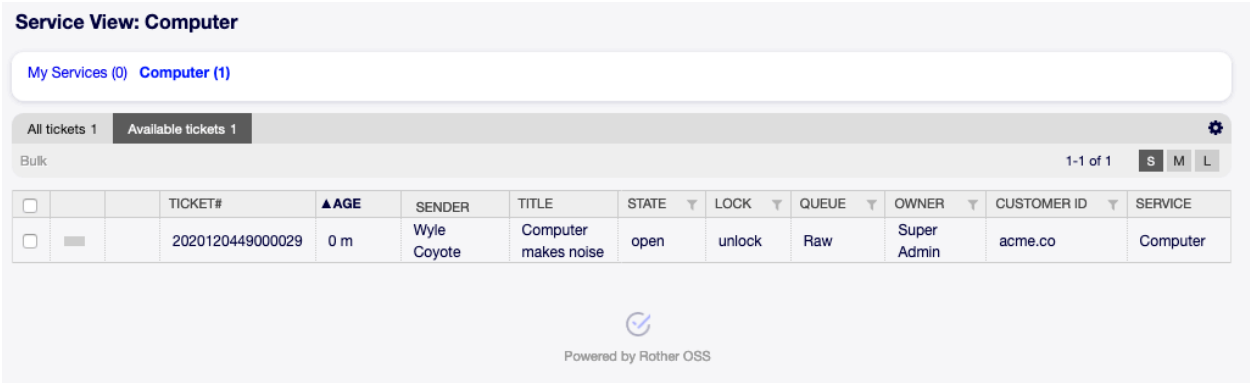 Service View: Computer
My Services (0) Computer (1)
All tickets 1 Available tickets 1
Bulk 1-1 of 1 S M L
TICKET# ▲AGE SENDER TITLE STATE LOCK QUEUE OWNER CUSTOMER ID SERVICE
2020120449000029 0 m Wyle Coyote Computer makes noise open unlock Raw Super Admin acme.co Computer
Powered by Rother OSS